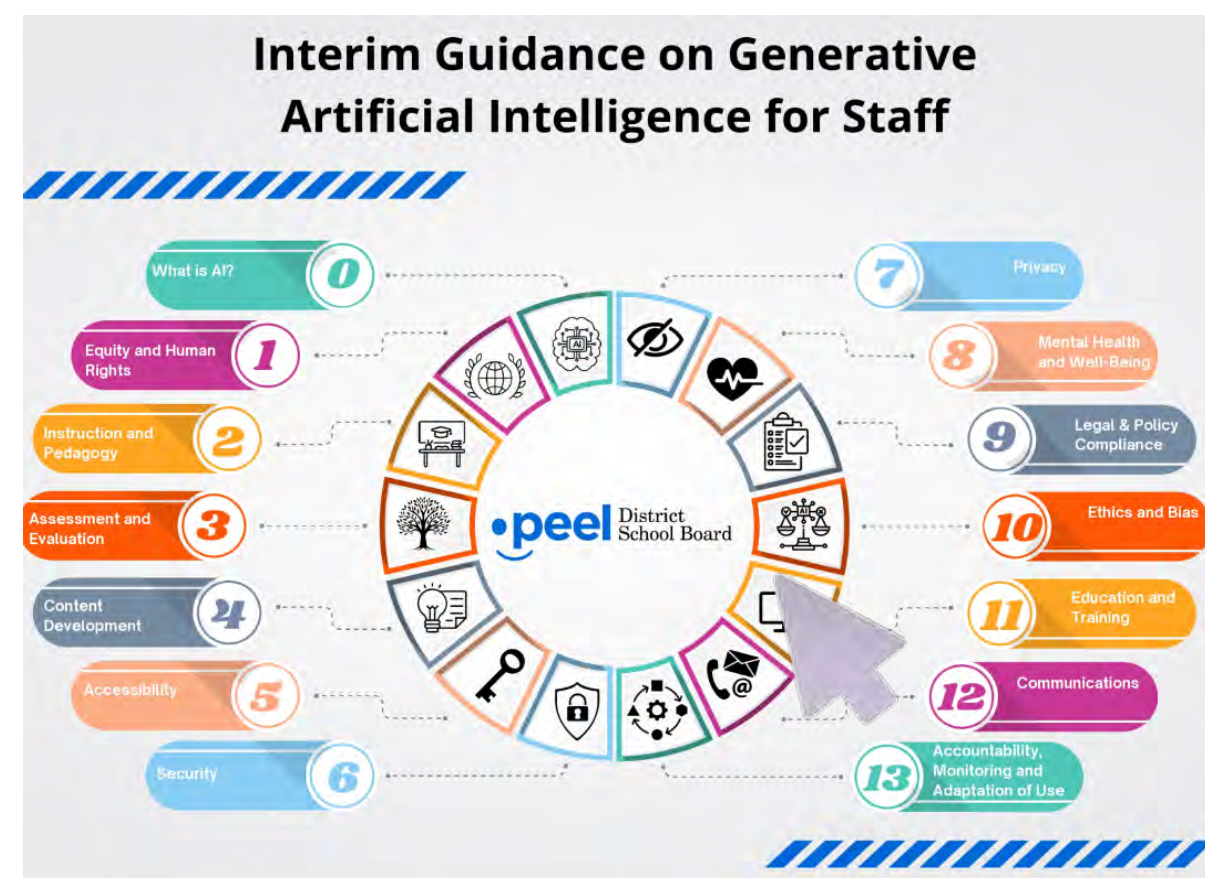 Interim Guidance on Generative
Artificial Intelligence for Staff
What is AI?
0
Equity and Human
Rights
1
Instruction and
Pedagogy
2
Assessment and
Evaluation
3
Content
Development
4
Accessibility
5
Security
6
7
Privacy
8
Mental Health
and Well-Being
9
Legal & Policy
Compliance
10
Ethics and Bias
11
Education and
Training
12
Communications
13
Accountability,
Monitoring and
Adaptation of Use
AI
AI
@
peel District
School Board